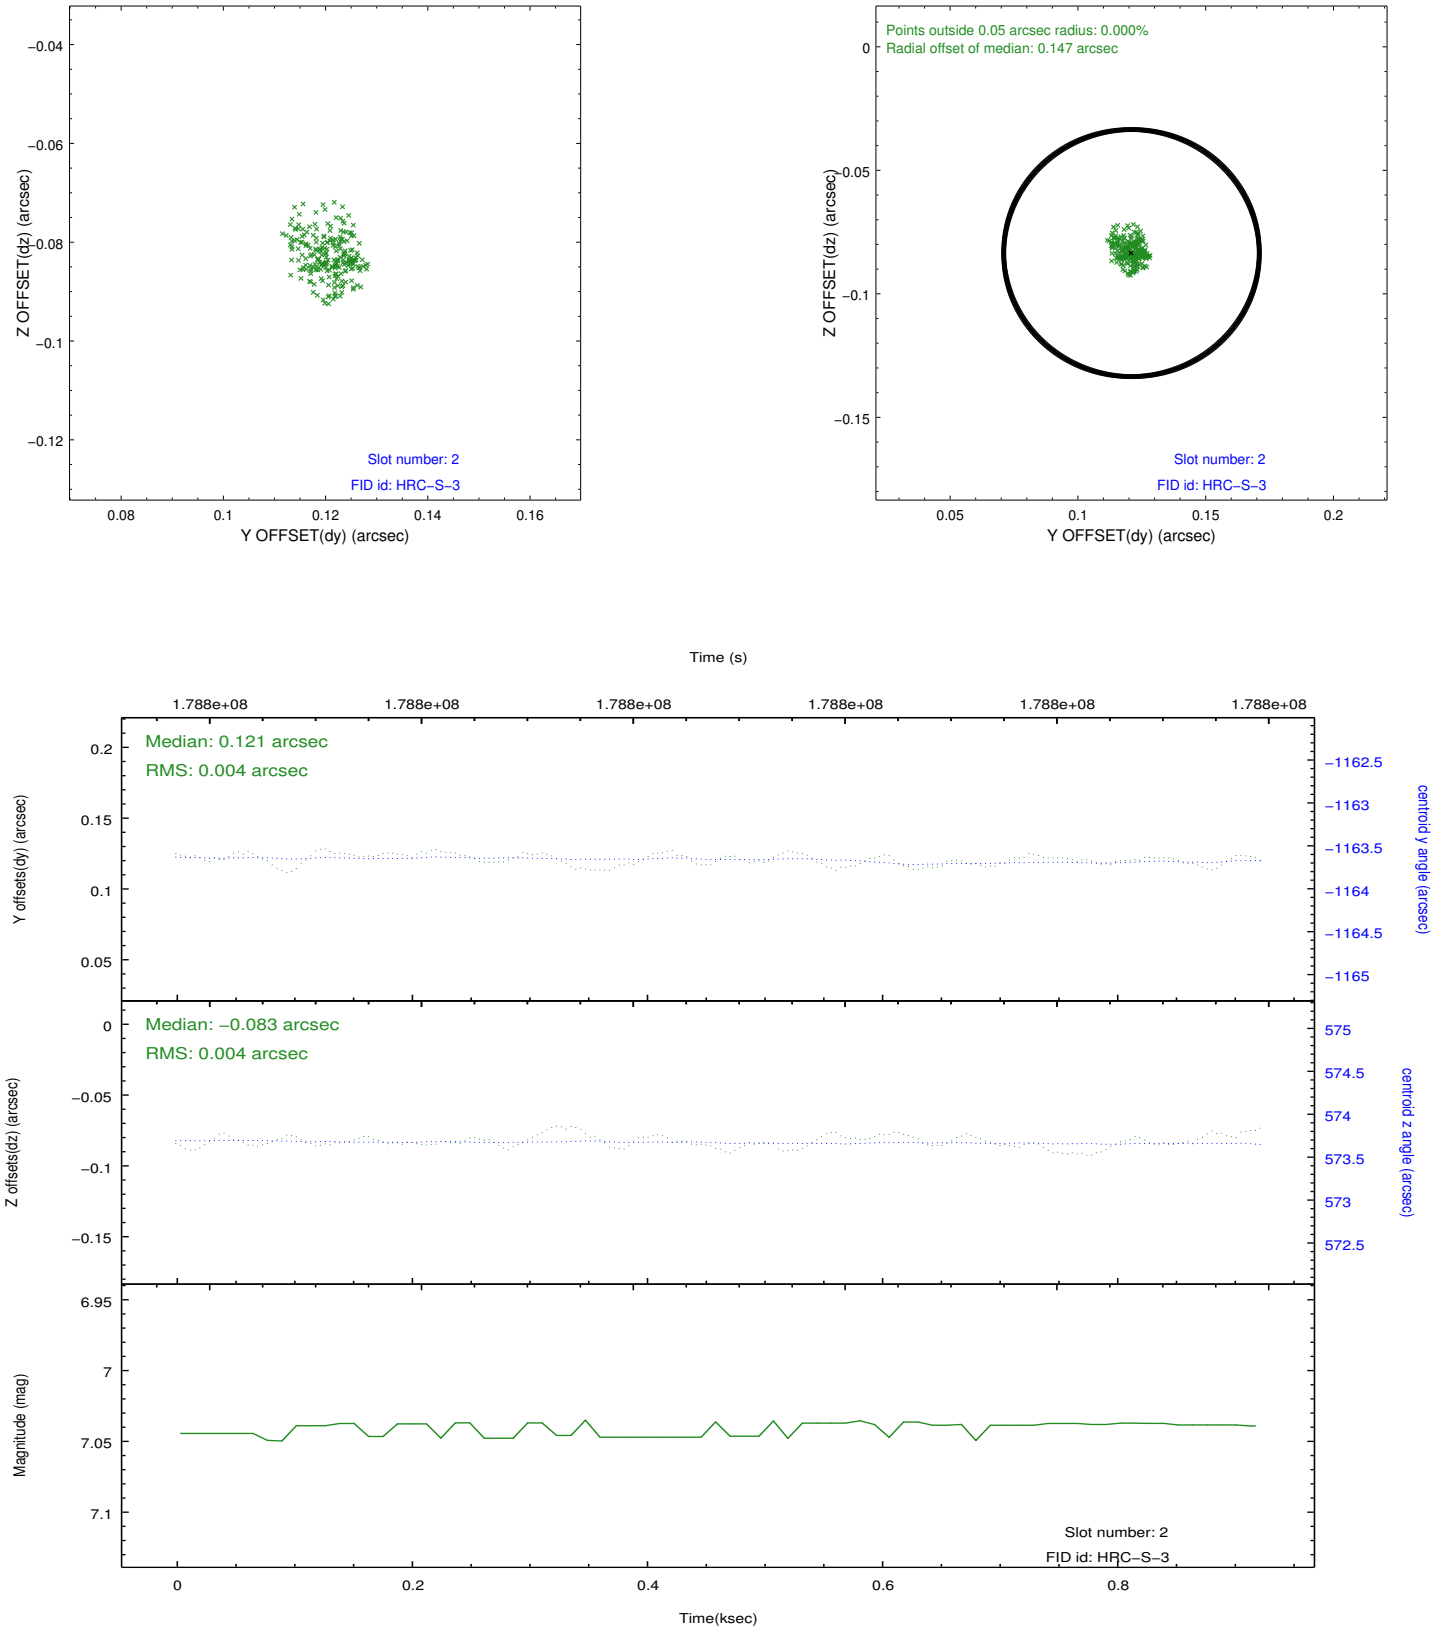 −0.04
−0.06
−0.08
−0.1
−0.12
Z OFFSET(dz) (arcsec)
Slot number: 2
FID id: HRC−S−3
0.08
0.1
0.12
0.14
0.16
Y OFFSET(dy) (arcsec)
Points outside 0.05 arcsec radius: 0.000%
Radial offset of median: 0.147 arcsec
0
−0.05
−0.1
−0.15
Z OFFSET(dz) (arcsec)
Slot number: 2
FID id: HRC−S−3
0.05
0.1
0.15
0.2
Y OFFSET(dy) (arcsec)
Time (s)
1.788e+08
1.788e+08
1.788e+08
1.788e+08
1.788e+08
1.788e+08
Median: 0.121 arcsec
RMS: 0.004 arcsec
0.2
0.15
0.1
0.05
Y offsets(dy) (arcsec)
−1162.5
−1163
−1163.5
−1164
−1164.5
−1165
centroid y angle (arcsec)
Median: −0.083 arcsec
RMS: 0.004 arcsec
0
−0.05
−0.1
−0.15
Z offsets(dz) (arcsec)
575
574.5
574
573.5
573
572.5
centroid z angle (arcsec)
6.95
7
7.05
7.1
Magnitude (mag)
Slot number: 2
FID id: HRC−S−3
0
0.2
0.4
0.6
0.8
Time(ksec)